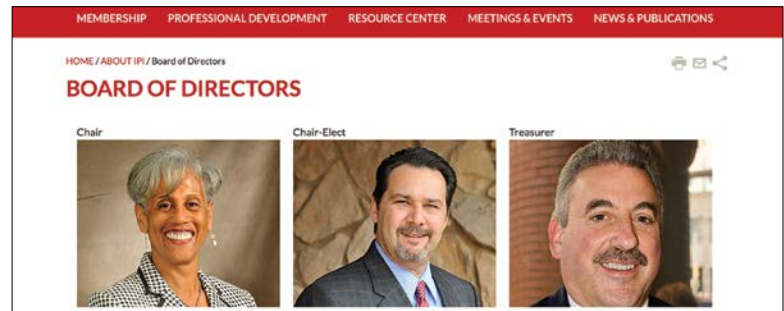 MEMBERSHIP PROFESSIONAL DEVELOPMENT RESOURCE CENTER MEETINGS & EVENTS NEWS & PUBLICATIONS
HOME / ABOUT IPI / Board of Directors
BOARD OF DIRECTORS
Chair Chair-Elect Treasurer